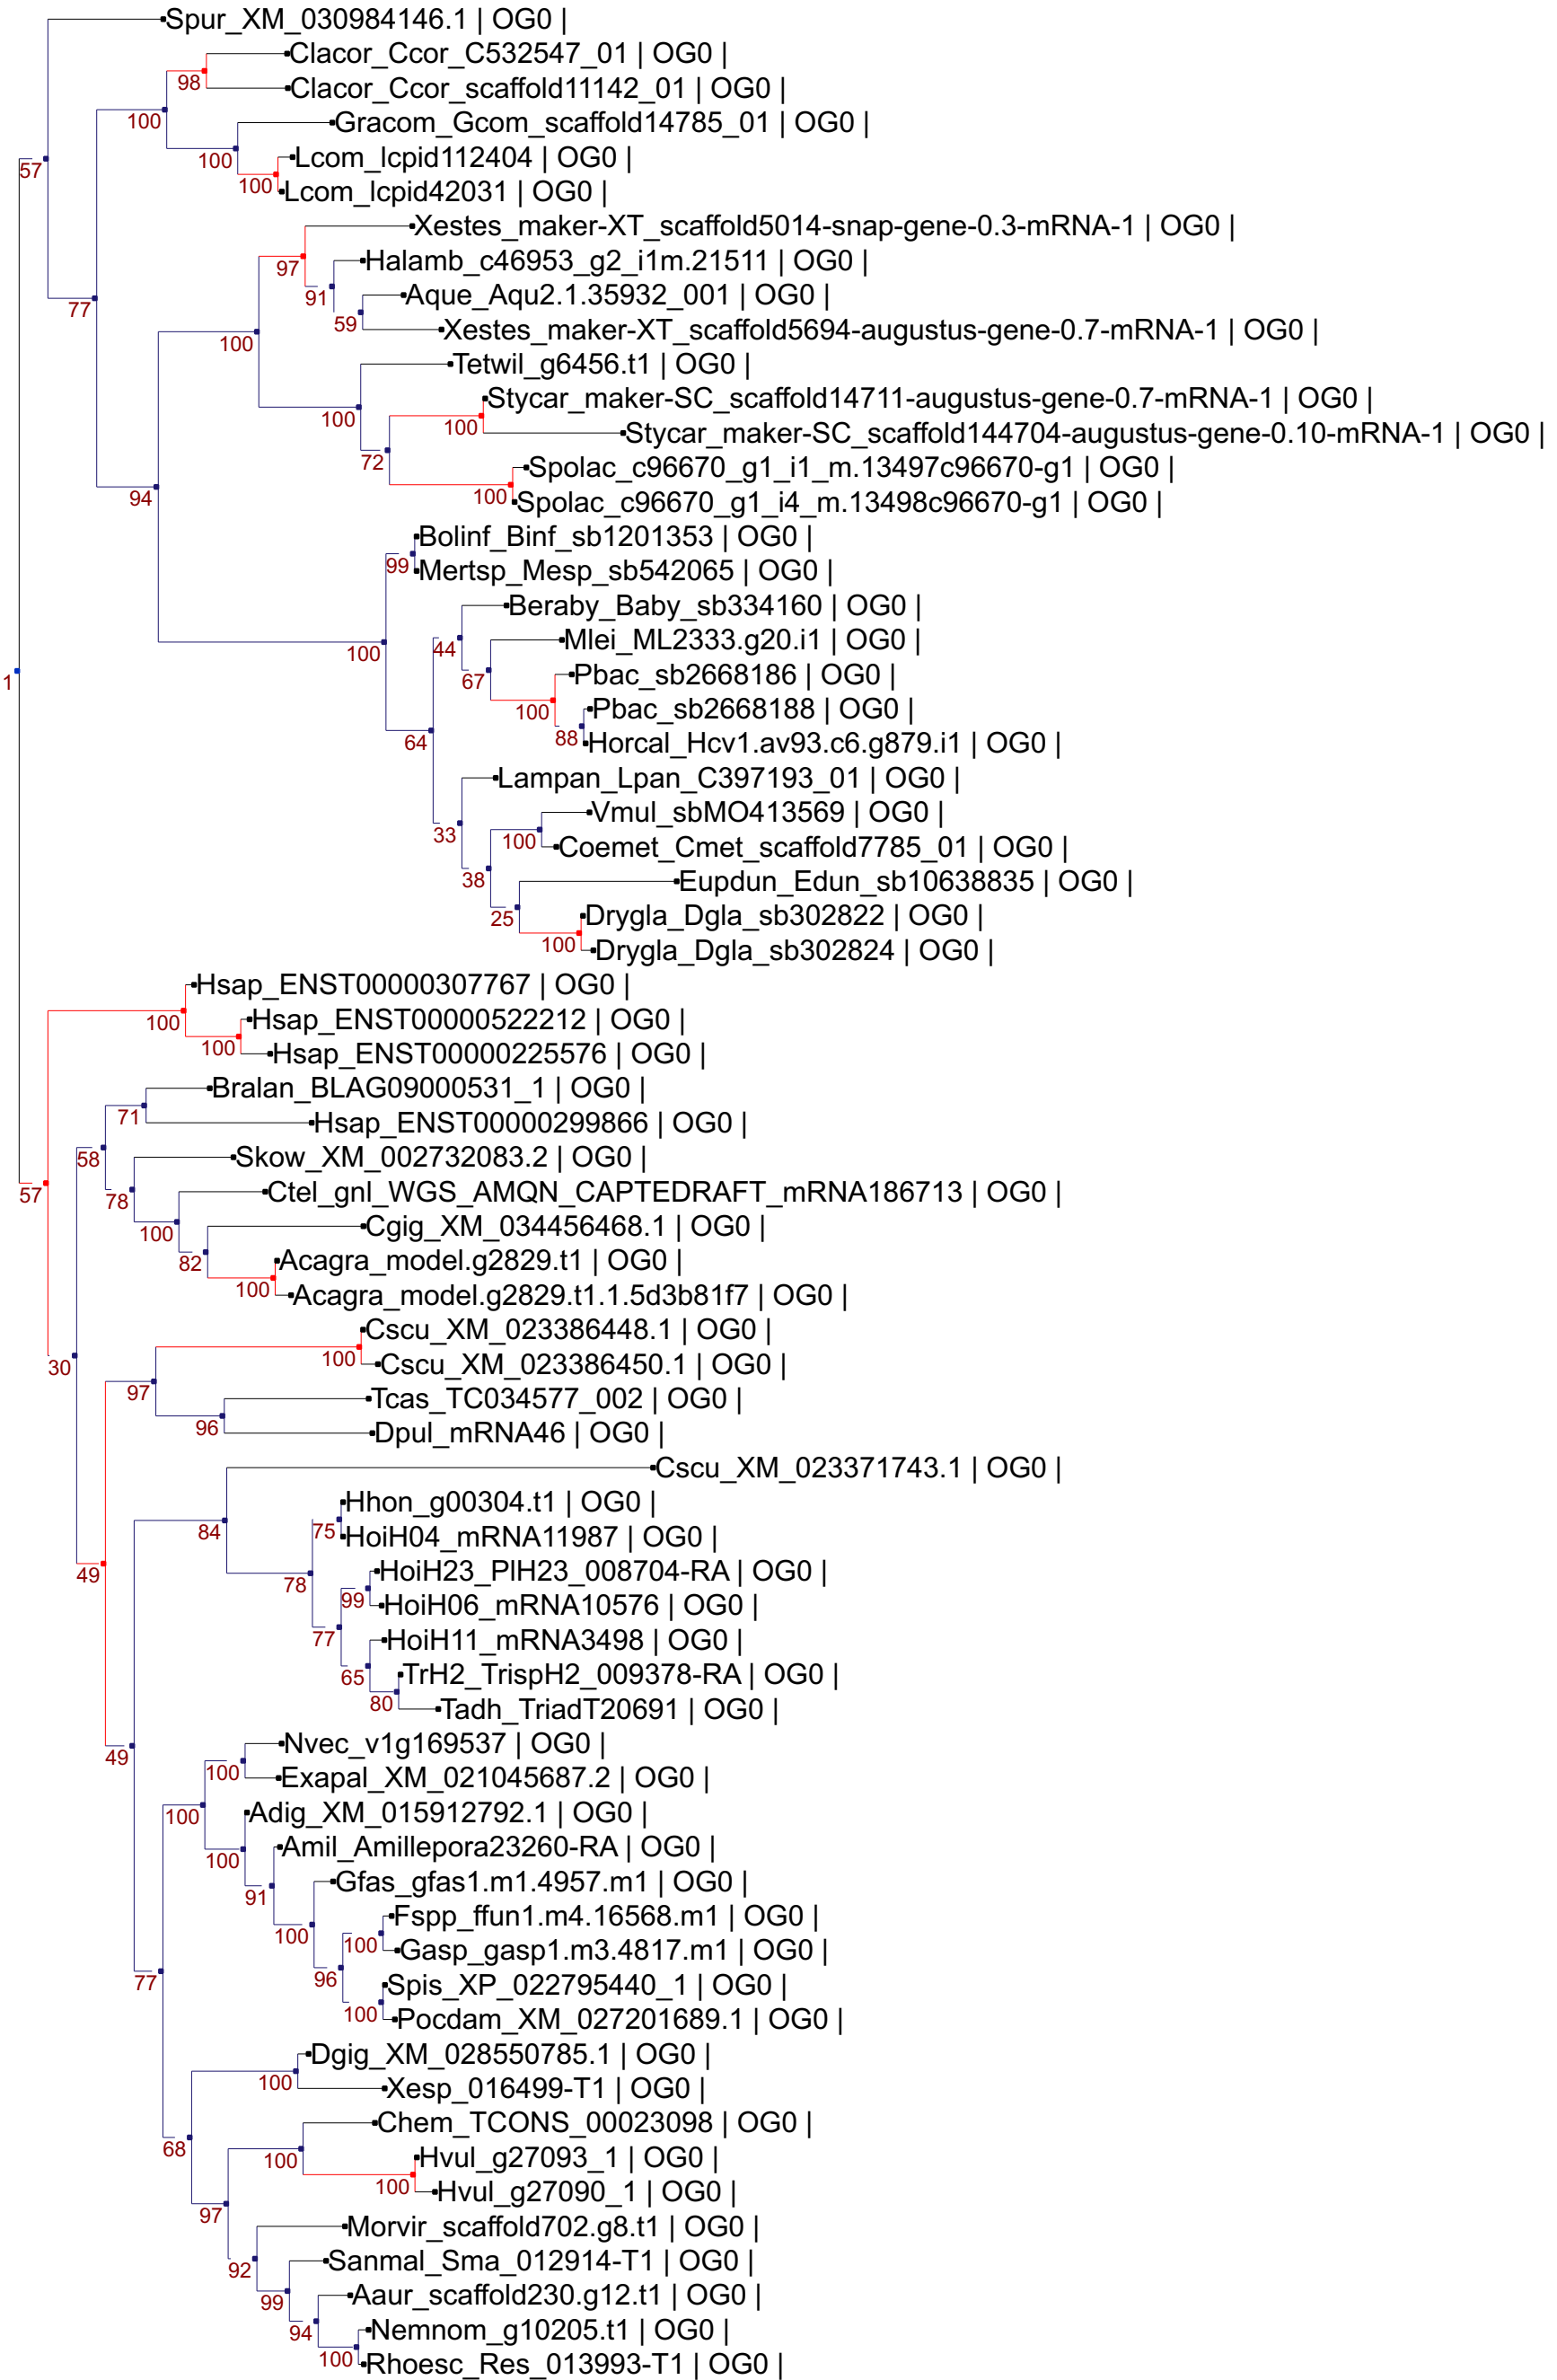 Spur_XM_030984146.1 | OG0 |
Clacor_Ccor_C532547_01 | OG0 |
98
Clacor_Ccor_scaffold11142_01 | OG0 |
100
Gracom_Gcom_scaffold14785_01 | OG0 |
100
Lcom_lcpid112404 | OG0 |
57
100
Lcom_lcpid42031 | OG0 |
Xestes_maker-XT_scaffold5014-snap-gene-0.3-mRNA-1 | OG0 |
97
Halamb_c46953_g2_i1m.21511 | OG0 |
91
Aque_Aqu2.1.35932_001 | OG0 |
77
59
Xestes_maker-XT_scaffold5694-augustus-gene-0.7-mRNA-1 | OG0 |
100
Tetwil_g6456.t1 | OG0 |
Stycar_maker-SC_scaffold14711-augustus-gene-0.7-mRNA-1 | OG0 |
100
100
Stycar_maker-SC_scaffold144704-augustus-gene-0.10-mRNA-1 | OG0 |
72
Spolac_c96670_g1_i1_m.13497c96670-g1 | OG0 |
94
100
Spolac_c96670_g1_i4_m.13498c96670-g1 | OG0 |
Bolinf_Binf_sb1201353 | OG0 |
99
Mertsp_Mesp_sb542065 | OG0 |
Beraby_Baby_sb334160 | OG0 |
100
44
Mlei_ML2333.g20.i1 | OG0 |
1
67
Pbac_sb2668186 | OG0 |
100
Pbac_sb2668188 | OG0 |
64
88
Horcal_Hcv1.av93.c6.g879.i1 | OG0 |
Lampan_Lpan_C397193_01 | OG0 |
33
Vmul_sbMO413569 | OG0 |
100
Coemet_Cmet_scaffold7785_01 | OG0 |
38
Eupdun_Edun_sb10638835 | OG0 |
25
Drygla_Dgla_sb302822 | OG0 |
100
Drygla_Dgla_sb302824 | OG0 |
Hsap_ENST00000307767 | OG0 |
100
Hsap_ENST00000522212 | OG0 |
100
Hsap_ENST00000225576 | OG0 |
Bralan_BLAG09000531_1 | OG0 |
71
Hsap_ENST00000299866 | OG0 |
58
Skow_XM_002732083.2 | OG0 |
57
78
Ctel_gnl_WGS_AMQN_CAPTEDRAFT_mRNA186713 | OG0 |
100
Cgig_XM_034456468.1 | OG0 |
82
Acagra_model.g2829.t1 | OG0 |
100
Acagra_model.g2829.t1.1.5d3b81f7 | OG0 |
Cscu_XM_023386448.1 | OG0 |
30
100
Cscu_XM_023386450.1 | OG0 |
97
Tcas_TC034577_002 | OG0 |
96
Dpul_mRNA46 | OG0 |
Cscu_XM_023371743.1 | OG0 |
Hhon_g00304.t1 | OG0 |
84
75
HoiH04_mRNA11987 | OG0 |
49
78
HoiH23_PlH23_008704-RA | OG0 |
99
HoiH06_mRNA10576 | OG0 |
77
HoiH11_mRNA3498 | OG0 |
65
TrH2_TrispH2_009378-RA | OG0 |
80
Tadh_TriadT20691 | OG0 |
49
Nvec_v1g169537 | OG0 |
100
Exapal_XM_021045687.2 | OG0 |
100
Adig_XM_015912792.1 | OG0 |
100
Amil_Amillepora23260-RA | OG0 |
91
Gfas_gfas1.m1.4957.m1 | OG0 |
100
Fspp_ffun1.m4.16568.m1 | OG0 |
100
Gasp_gasp1.m3.4817.m1 | OG0 |
77
96
Spis_XP_022795440_1 | OG0 |
100
Pocdam_XM_027201689.1 | OG0 |
Dgig_XM_028550785.1 | OG0 |
100
Xesp_016499-T1 | OG0 |
68
Chem_TCONS_00023098 | OG0 |
100
Hvul_g27093_1 | OG0 |
100
Hvul_g27090_1 | OG0 |
97
Morvir_scaffold702.g8.t1 | OG0 |
92
Sanmal_Sma_012914-T1 | OG0 |
99
Aaur_scaffold230.g12.t1 | OG0 |
94
Nemnom_g10205.t1 | OG0 |
100
Rhoesc_Res_013993-T1 | OG0 |